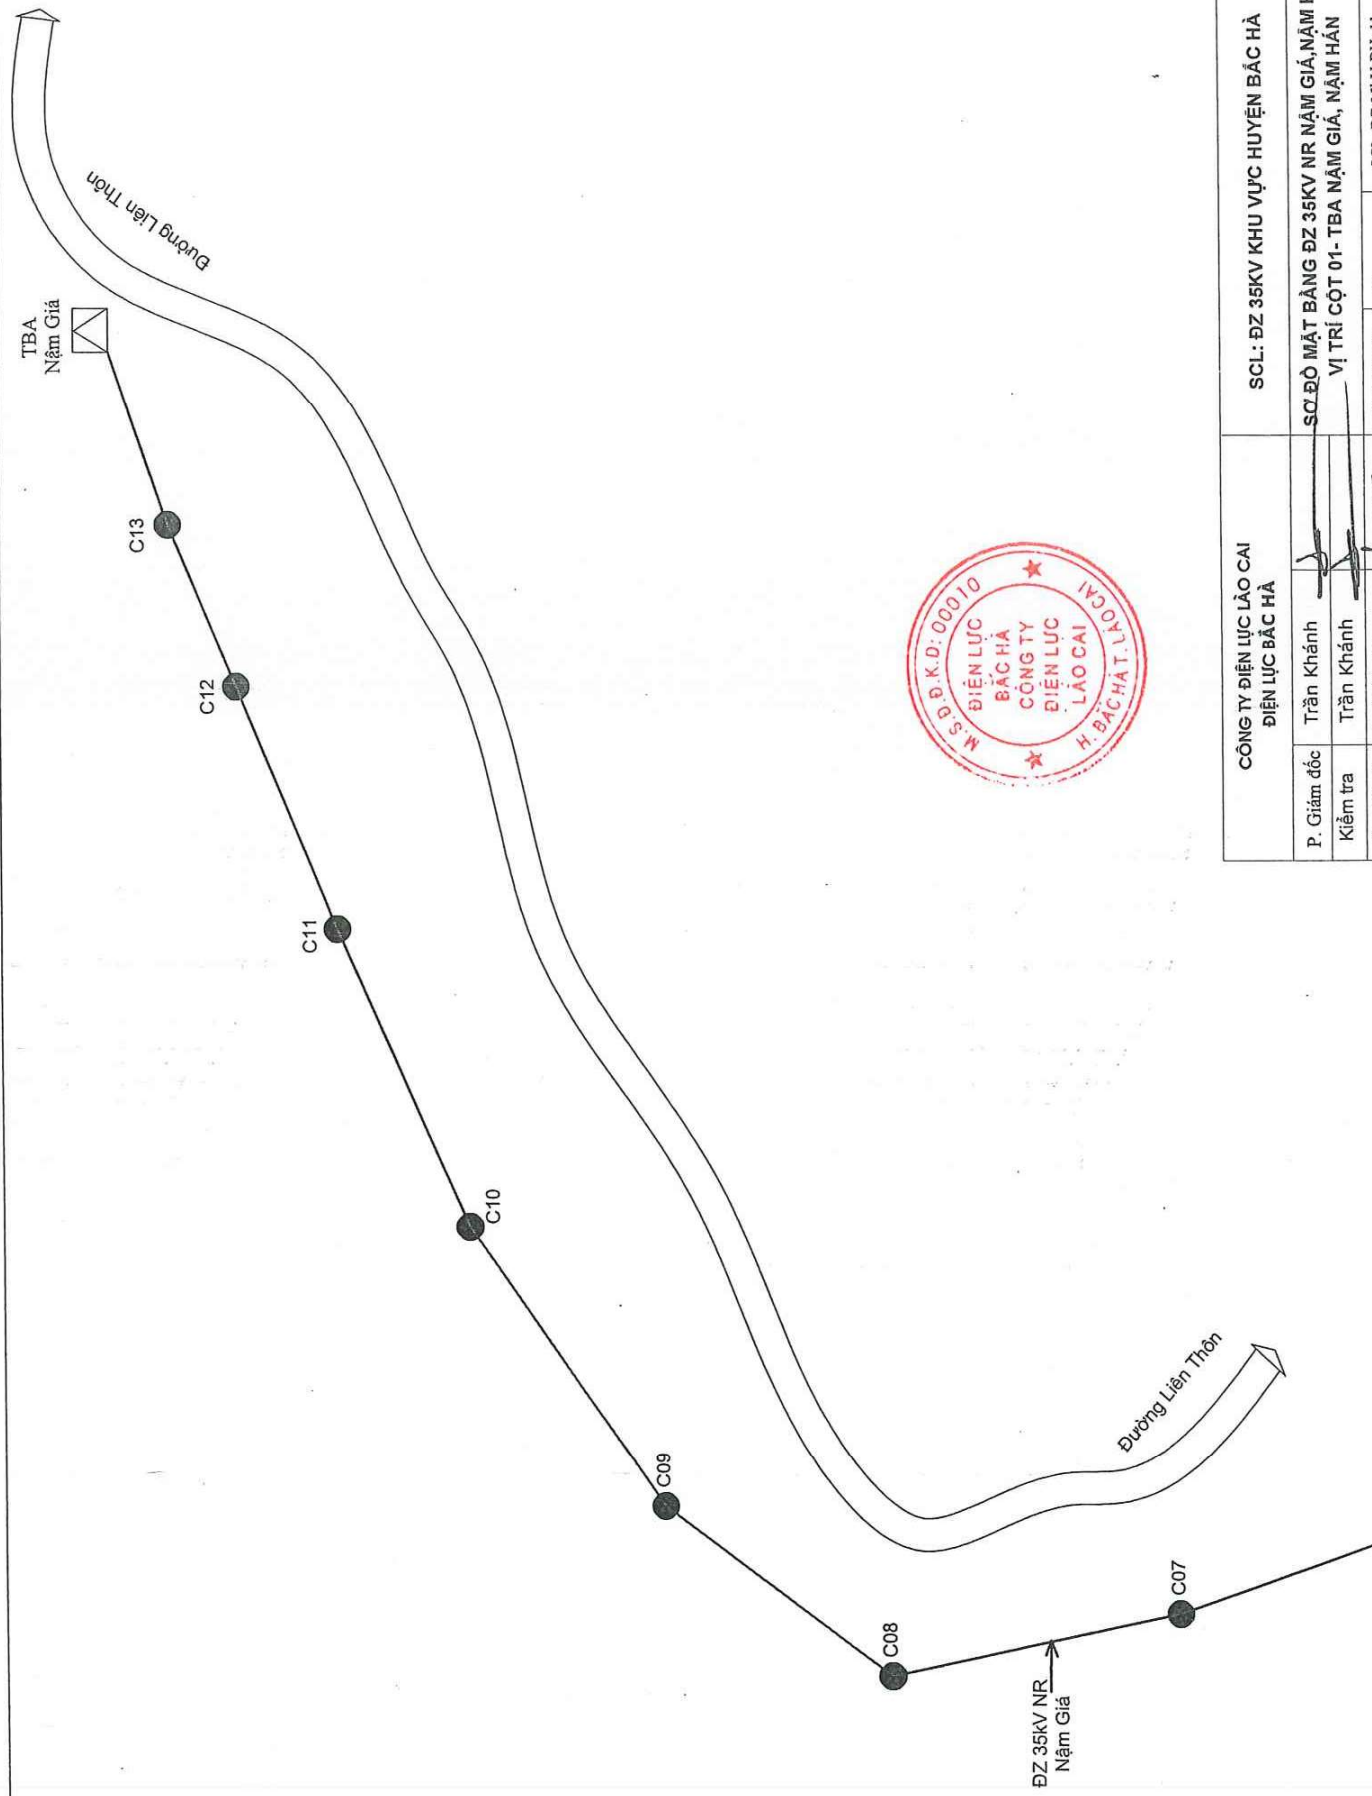 TBA
Nậm Giá
Đường Liên Thôn
C13
C12
C11
C10
C09
C08
C07
ĐZ 35kV NR
Nậm Giá
Đường Liên Thôn
M.S.D.Đ.K.D: 00010
ĐIỆN LỰC
BẮC HÀ
CÔNG TY
ĐIỆN LỰC
LÀO CAI
H. BẮC HÀ T. LÀO CAI
CÔNG TY ĐIỆN LỰC LÀO CAI
ĐIỆN LỰC BẮC HÀ
SCL: ĐZ 35KV KHU VỰC HUYỆN BẮC HÀ
P. Giám đốc Trần Khánh
Kiểm tra Trần Khánh
SƠ ĐỒ MẶT BẰNG ĐZ 35KV NR NẬM GIÁ,NẬM
VỊ TRÍ CỘT 01- TBA NẬM GIÁ, NẬM HÁN